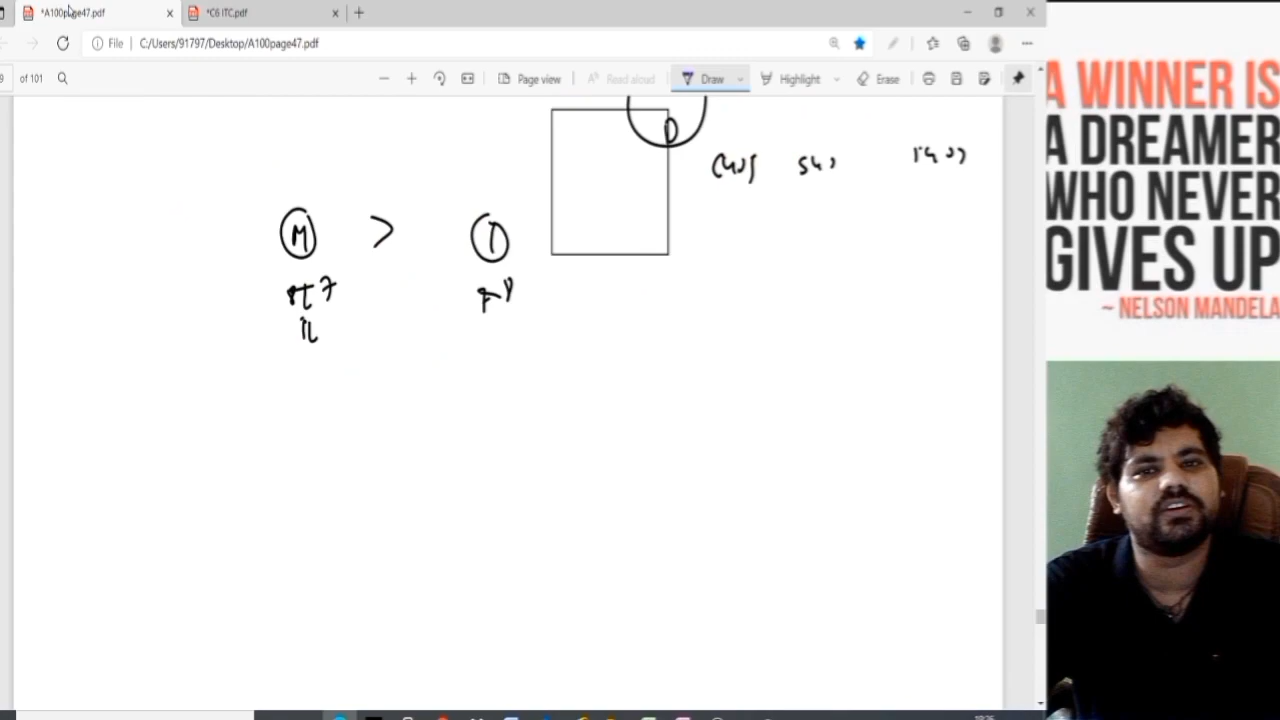 *A100page47.pdf
*C6 ITC.pdf
File
C:/Users/91797/Desktop/A100page47.pdf
9 of 101
Page view
Read aloud
Draw
Highlight
Erase
D
M > T
A WINNER IS
A DREAMER
WHO NEVER
GIVES UP
~ NELSON MANDELA